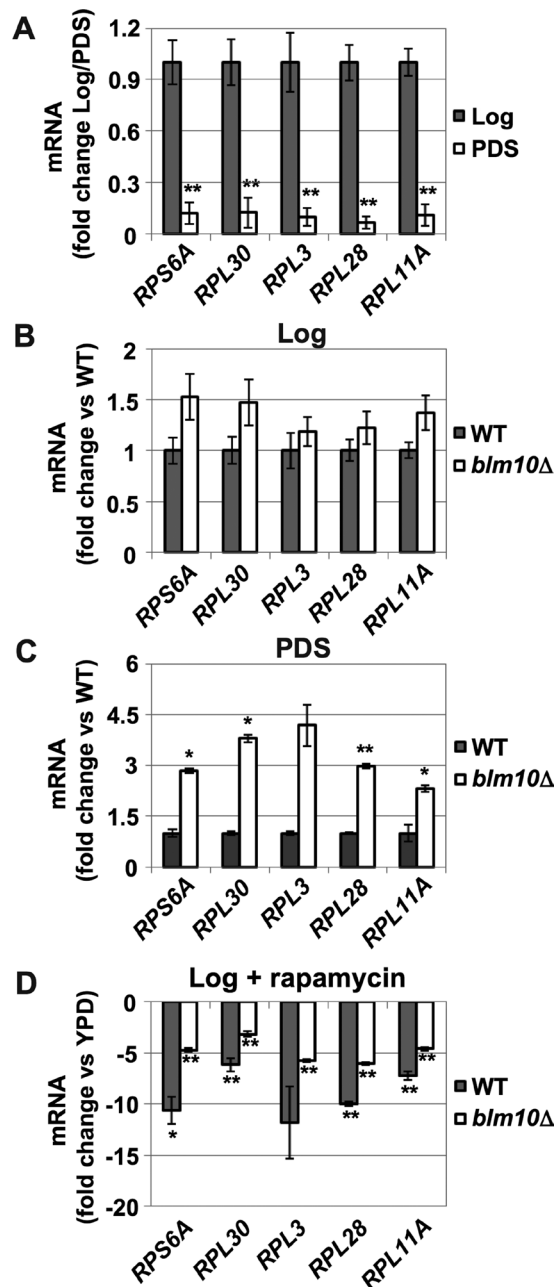 A
mRNA
(fold change Log/PDS)
1.2
0.9
0.6
0.3
0
**
**
**
**
**
Log
PDS
RPS6A
RPL30
RPL3
RPL28
RPL11A
B
Log
mRNA
(fold change vs WT)
2
1.5
1
0.5
0
WT
blm10Δ
RPS6A
RPL30
RPL3
RPL28
RPL11A
C
PDS
mRNA
(fold change vs WT)
6
4.5
3
1.5
0
*
*
**
*
WT
blm10Δ
RPS6A
RPL30
RPL3
RPL28
RPL11A
D
Log + rapamycin
mRNA
(fold change vs YPD)
-0
-5
-10
-15
-20
*
**
**
**
**
**
**
**
**
WT
blm10Δ
RPS6A
RPL30
RPL3
RPL28
RPL11A